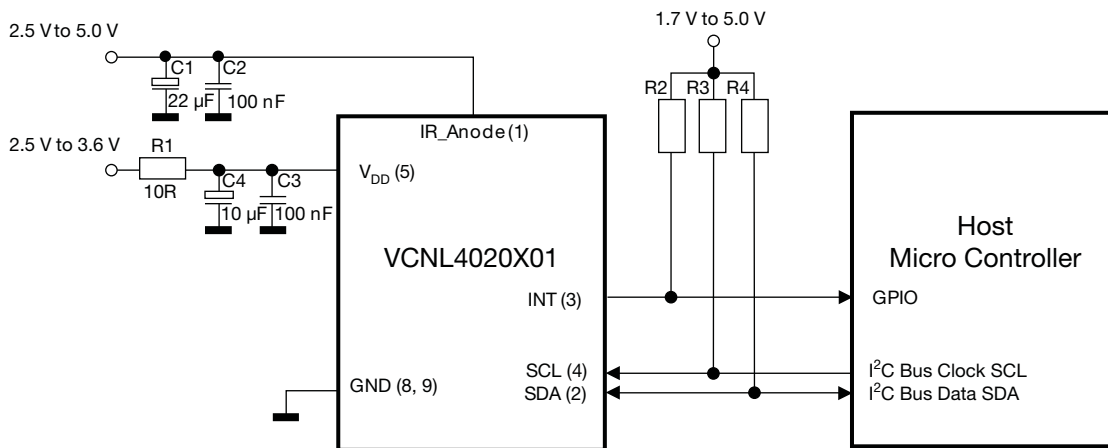 2.5 V to 5.0 V
C1
C2
22 µF
100 nF
2.5 V to 3.6 V
R1
10R
C4
C3
10 µF
100 nF
1.7 V to 5.0 V
R2
R3
R4
IR_Anode (1)
V_DD (5)
VCNL4020X01
INT (3)
SCL (4)
SDA (2)
GND (8, 9)
Host
Micro Controller
GPIO
I²C Bus Clock SCL
I²C Bus Data SDA